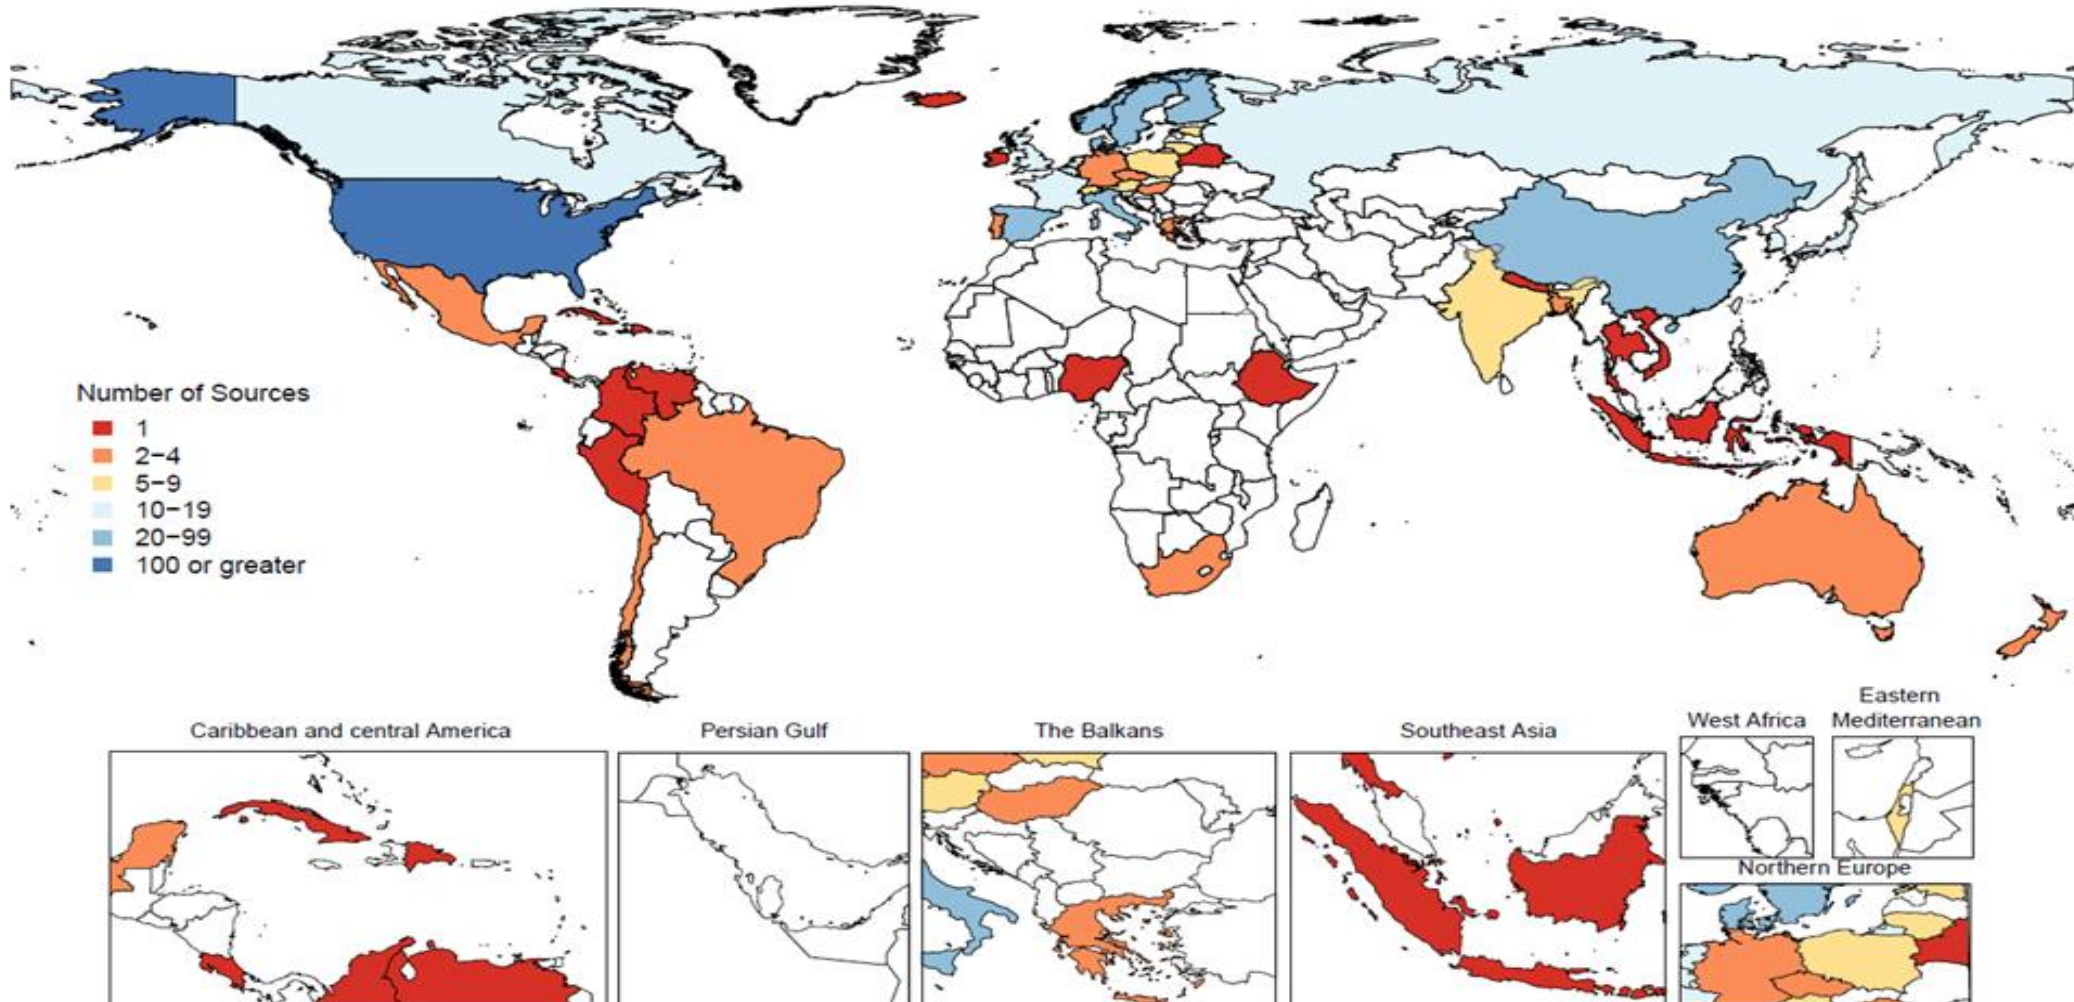 Number of Sources
1
2−4
5−9
10−19
20−99
100 or greater
Caribbean and central America
Persian Gulf
The Balkans
Southeast Asia
West Africa
Eastern
Mediterranean
Northern Europe